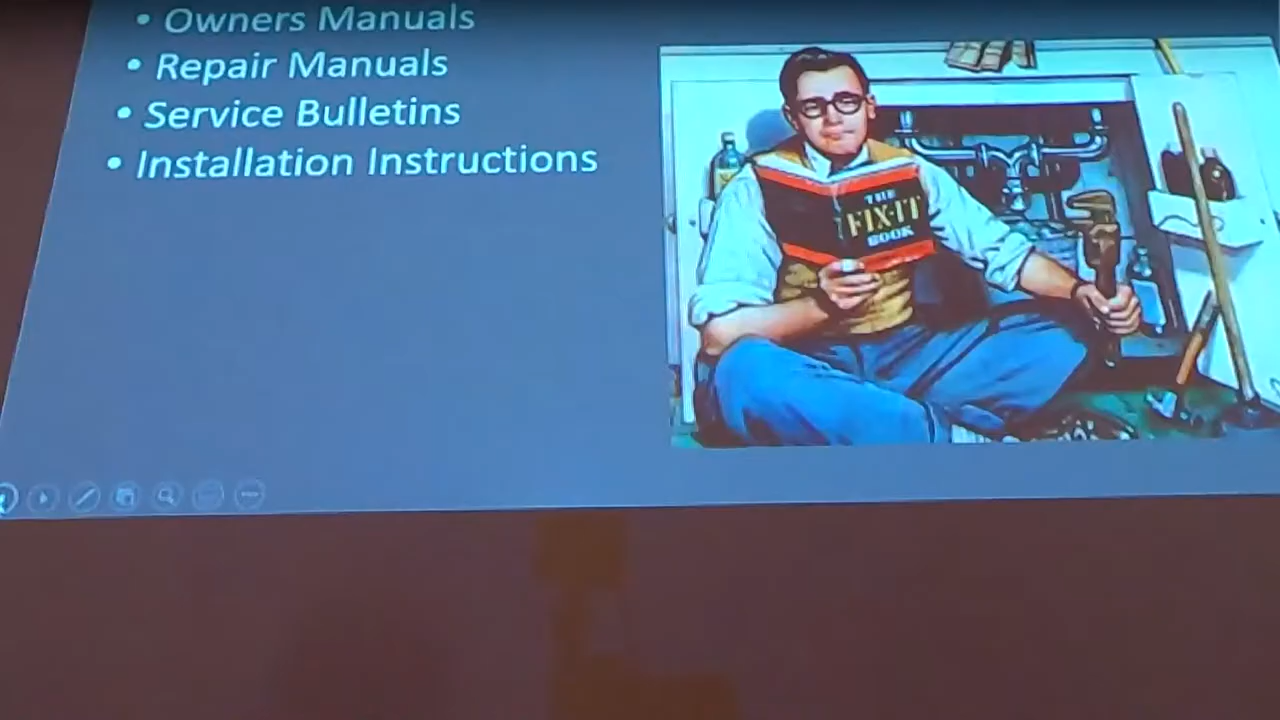 • Owners Manuals
• Repair Manuals
• Service Bulletins
• Installation Instructions
THE
FIX-IT
BOOK